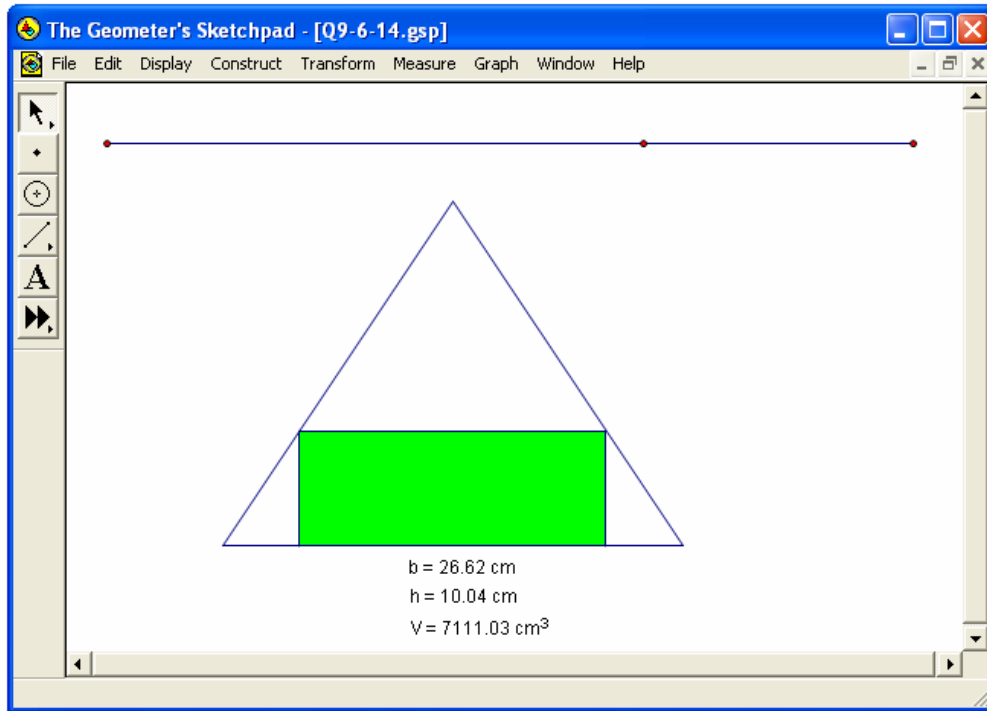 The Geometer's Sketchpad - [Q9-6-14.gsp]
File Edit Display Construct Transform Measure Graph Window Help
A
b = 26.62 cm
h = 10.04 cm
V = 7111.03 cm³